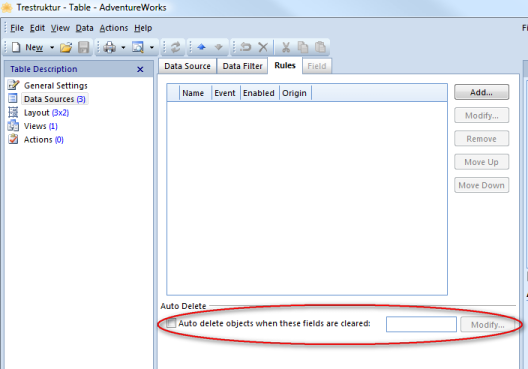 Trestruktur - Table - AdventureWorks
File Edit View Data Actions Help
Fi
New
Table Description x
General Settings
Data Sources (3)
Layout (3x2)
Views (1)
Actions (0)
Data Source Data Filter Rules Field
Name Event Enabled Origin
Add...
Modify...
Remove
Move Up
Move Down
Auto Delete
Auto delete objects when these fields are cleared: Modify...